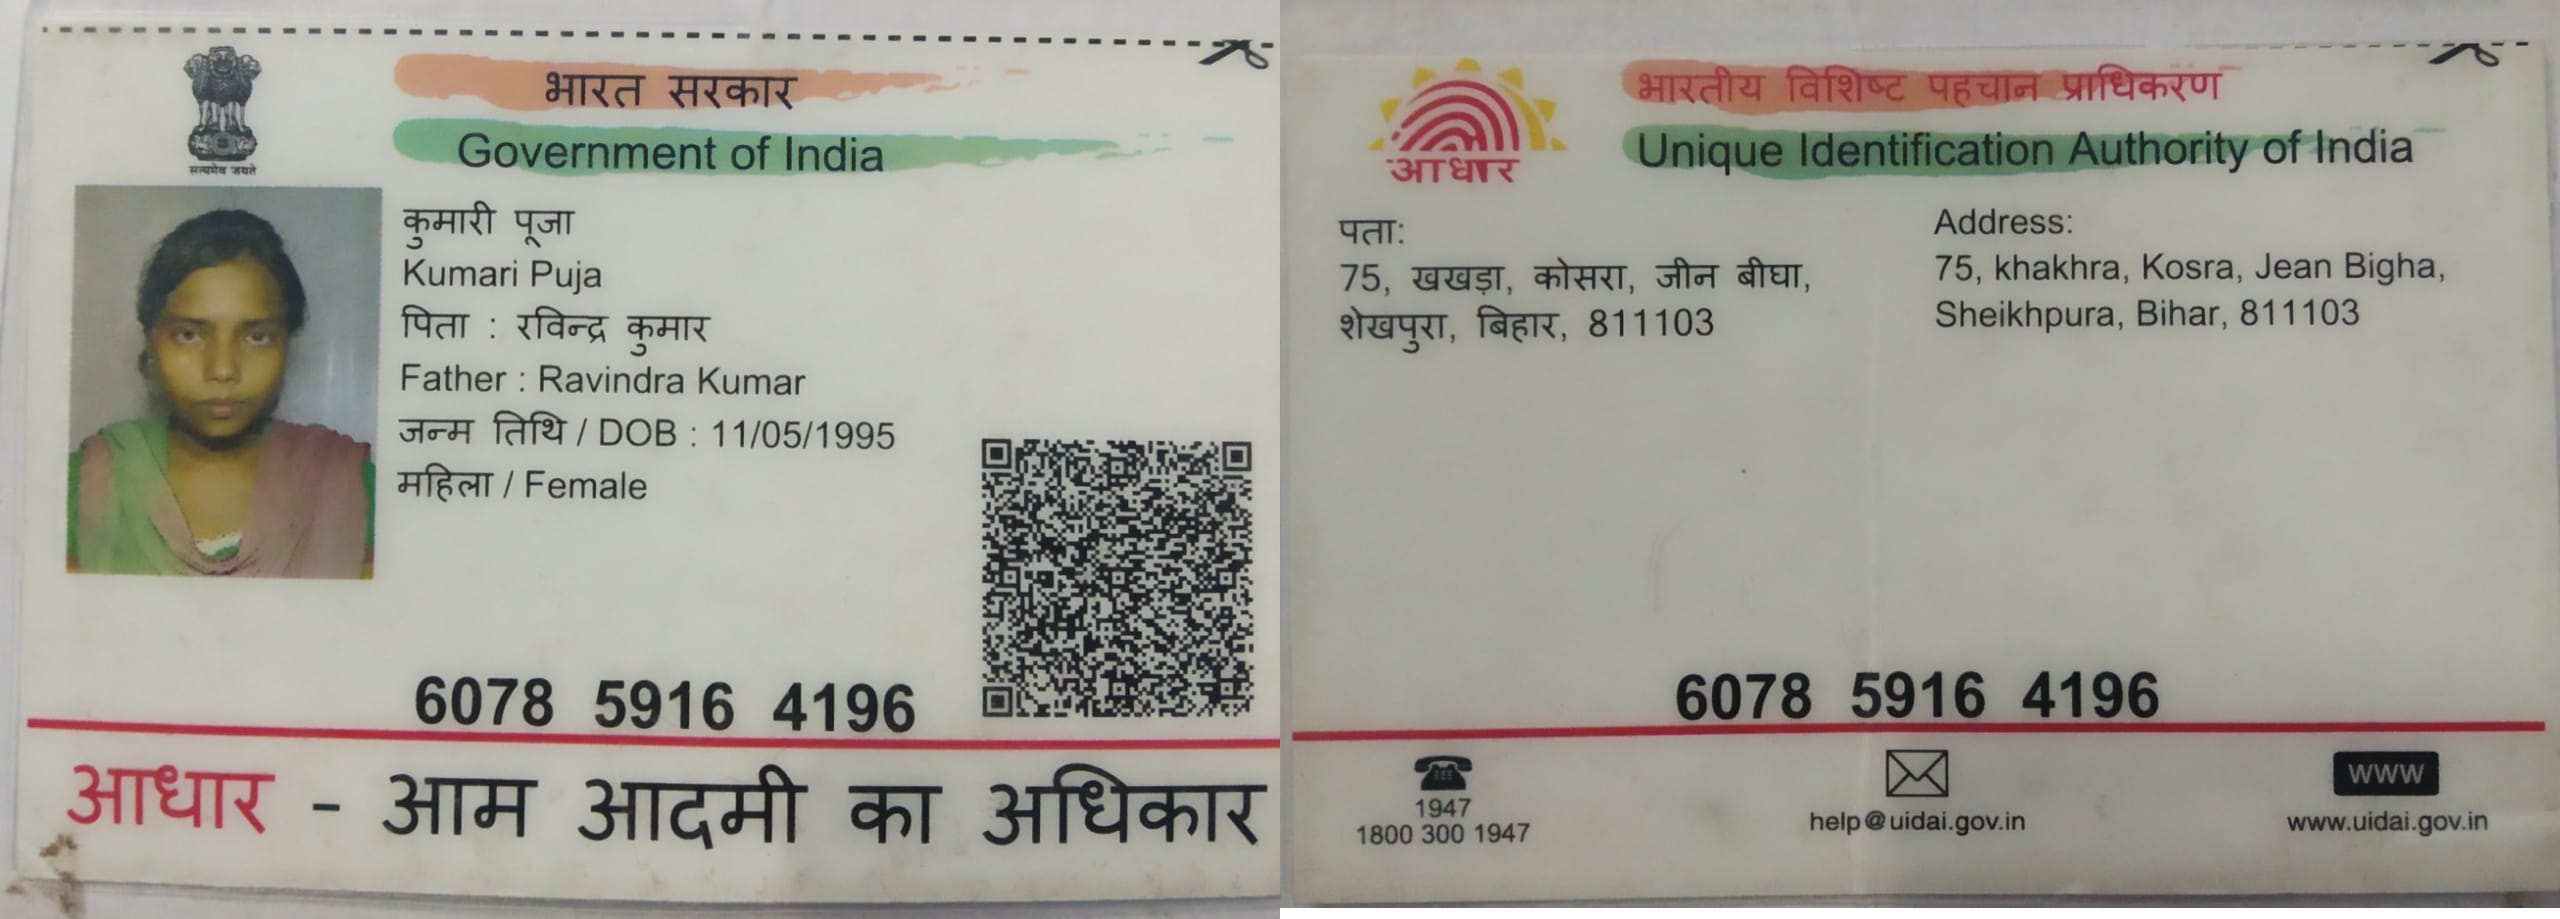 भारत सरकार
Government of India
सत्यमेव जयते
कुमारी पूजा
Kumari Puja
पिता : रविन्द्र कुमार
Father : Ravindra Kumar
जन्म तिथि / DOB : 11/05/1995
महिला / Female
6078 5916 4196
आधार - आम आदमी का अधिकार
भारतीय विशिष्ट पहचान प्राधिकरण
Unique Identification Authority of India
आधार
पता:
75, खखड़ा, कोसरा, जीन बीघा,
शेखपुरा, बिहार, 811103
Address:
75, khakhra, Kosra, Jean Bigha,
Sheikhpura, Bihar, 811103
6078 5916 4196
1947
1800 300 1947
help@uidai.gov.in
WWW
www.uidai.gov.in